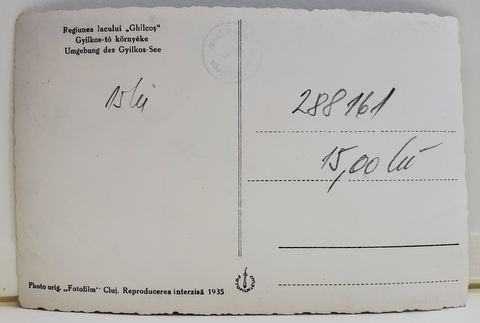 Regiunea lacului „Ghilcoș"
Gyilkos-tó környéke
Umgebung des Gyilkos-See
15 lei
288161
15,00 lei
Photo orig. „Fotofilm" Cluj. Reproducerea interzisă 1935